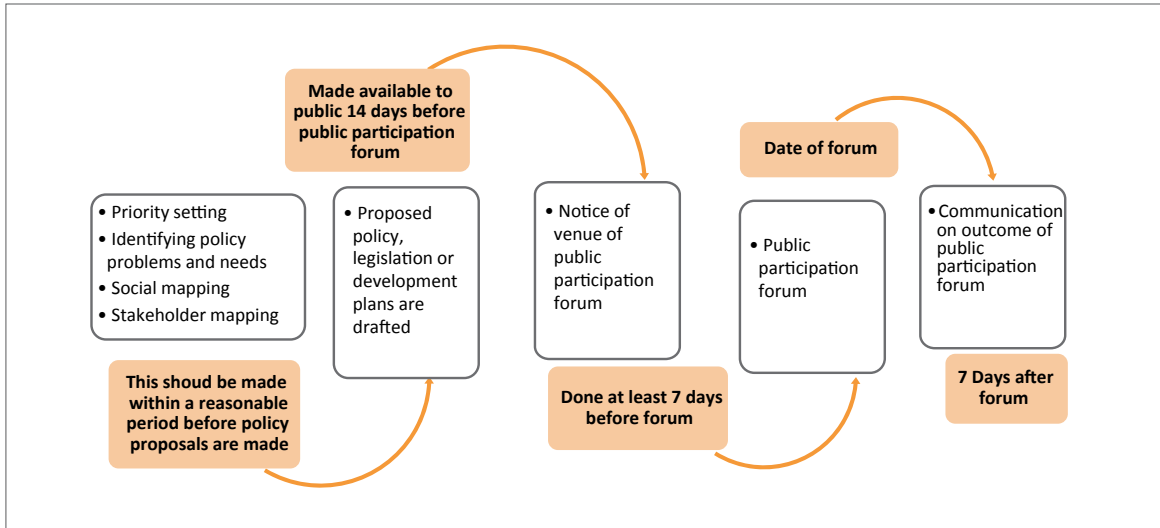 • Priority setting
• Identifying policy
problems and needs
• Social mapping
• Stakeholder mapping
This shoud be made
within a reasonable
period before policy
proposals are made
Made available to
public 14 days before
public participation
forum
• Proposed
policy,
legislation or
development
plans are
drafted
• Notice of
venue of
public
participation
forum
Done at least 7 days
before forum
Date of forum
• Public
participation
forum
• Communication
on outcome of
public
participation
forum
7 Days after
forum